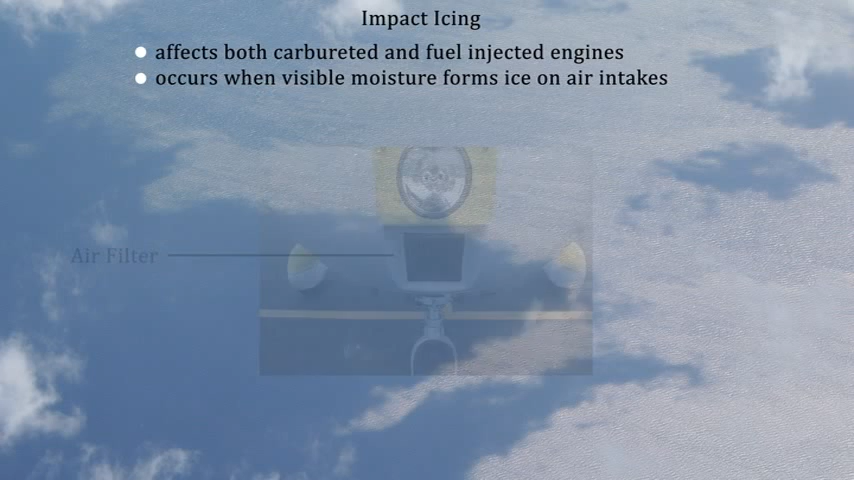 Impact Icing
affects both carbureted and fuel injected engines
occurs when visible moisture forms ice on air intakes
Air Filter